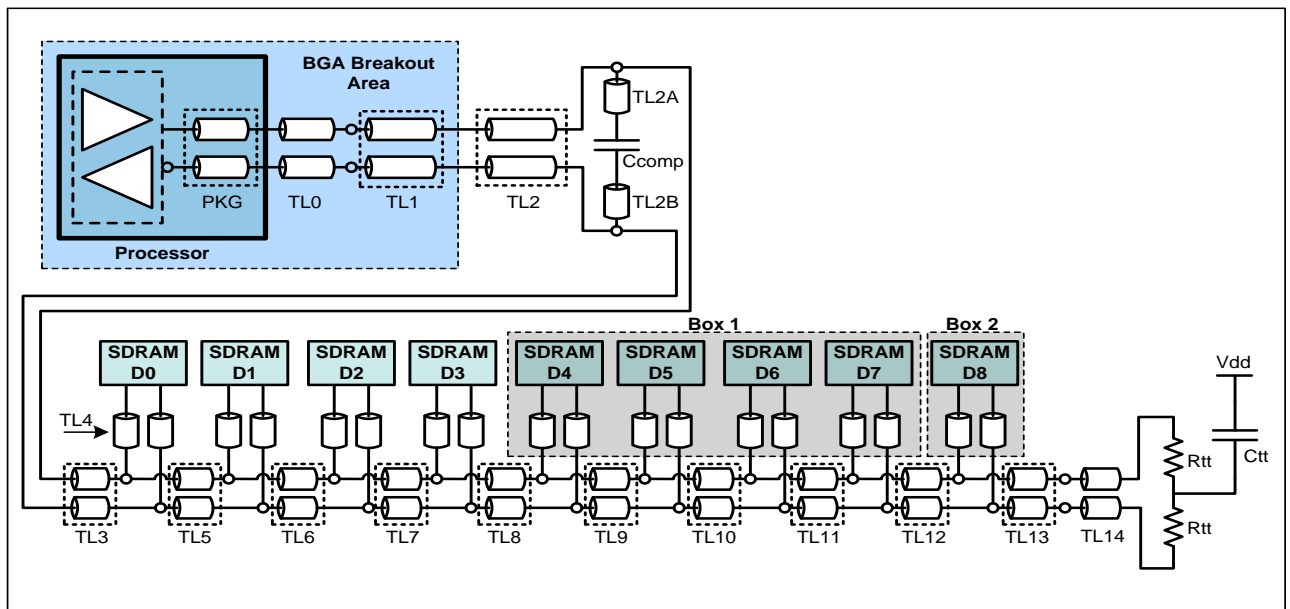 BGA Breakout
Area
TL2A
Ccomp
TL2B
PKG
TL0
TL1
TL2
Processor
Box 1
Box 2
SDRAM
D0
SDRAM
D1
SDRAM
D2
SDRAM
D3
SDRAM
D4
SDRAM
D5
SDRAM
D6
SDRAM
D7
SDRAM
D8
Vdd
TL4
Rtt
Ctt
Rtt
TL3
TL5
TL6
TL7
TL8
TL9
TL10
TL11
TL12
TL13
TL14